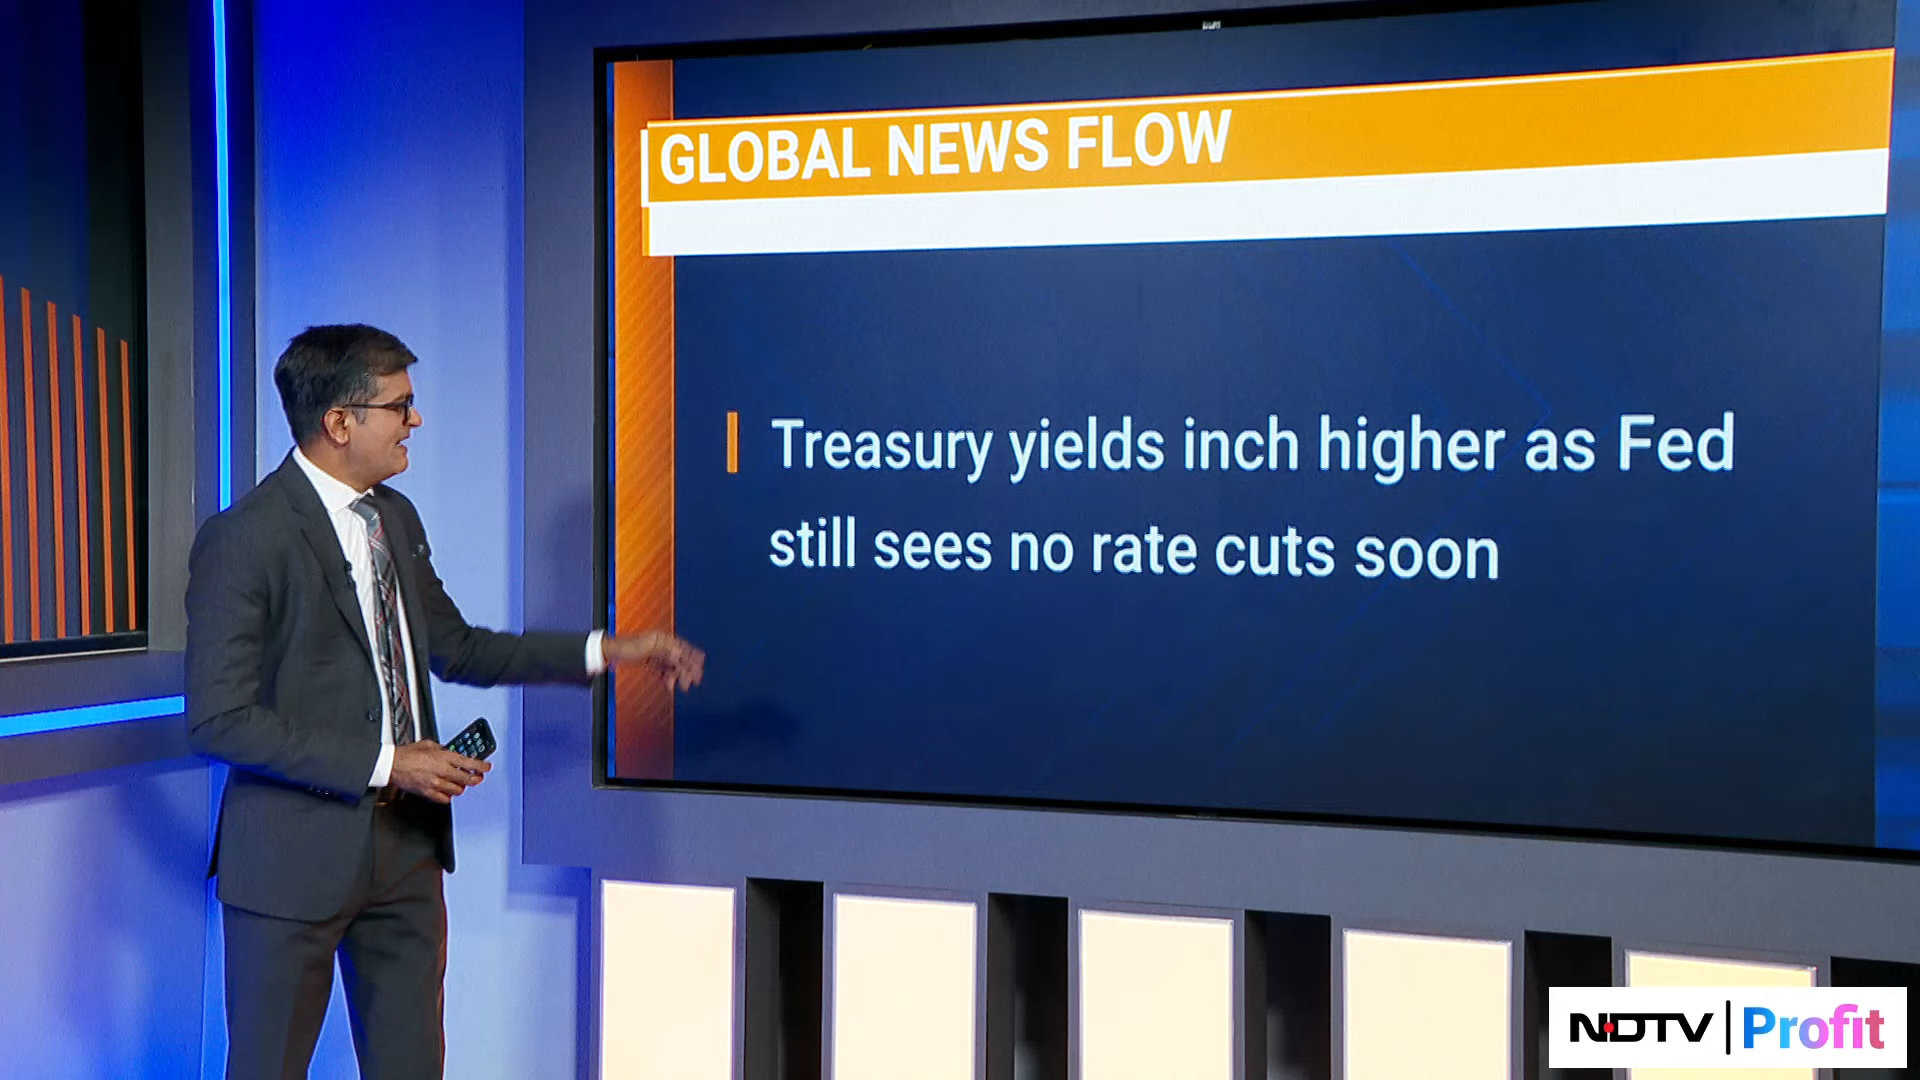 GLOBAL NEWS FLOW
Treasury yields inch higher as Fed
still sees no rate cuts soon
NDTV Profit